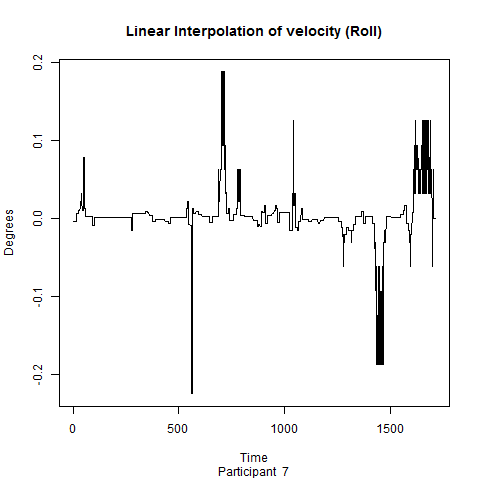 Linear Interpolation of velocity (Roll)
0.2
0.1
0.0
-0.1
-0.2
Degrees
0 500 1000 1500
Time
Participant 7